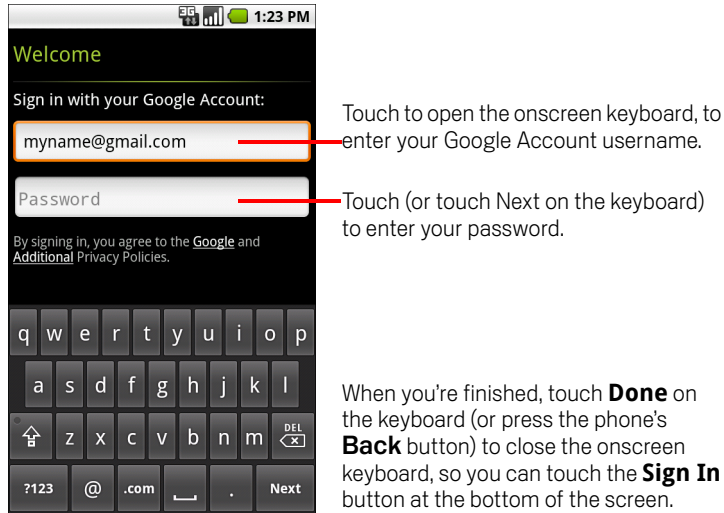 3G 1:23 PM
Welcome
Sign in with your Google Account:
myname@gmail.com
Password
By signing in, you agree to the Google and
Additional Privacy Policies.
q w e r t y u i o p
a s d f g h j k l
z x c v b n m DEL
?123 @ .com . Next
Touch to open the onscreen keyboard, to
enter your Google Account username.
Touch (or touch Next on the keyboard)
to enter your password.
When you're finished, touch Done on
the keyboard (or press the phone's
Back button) to close the onscreen
keyboard, so you can touch the Sign In
button at the bottom of the screen.